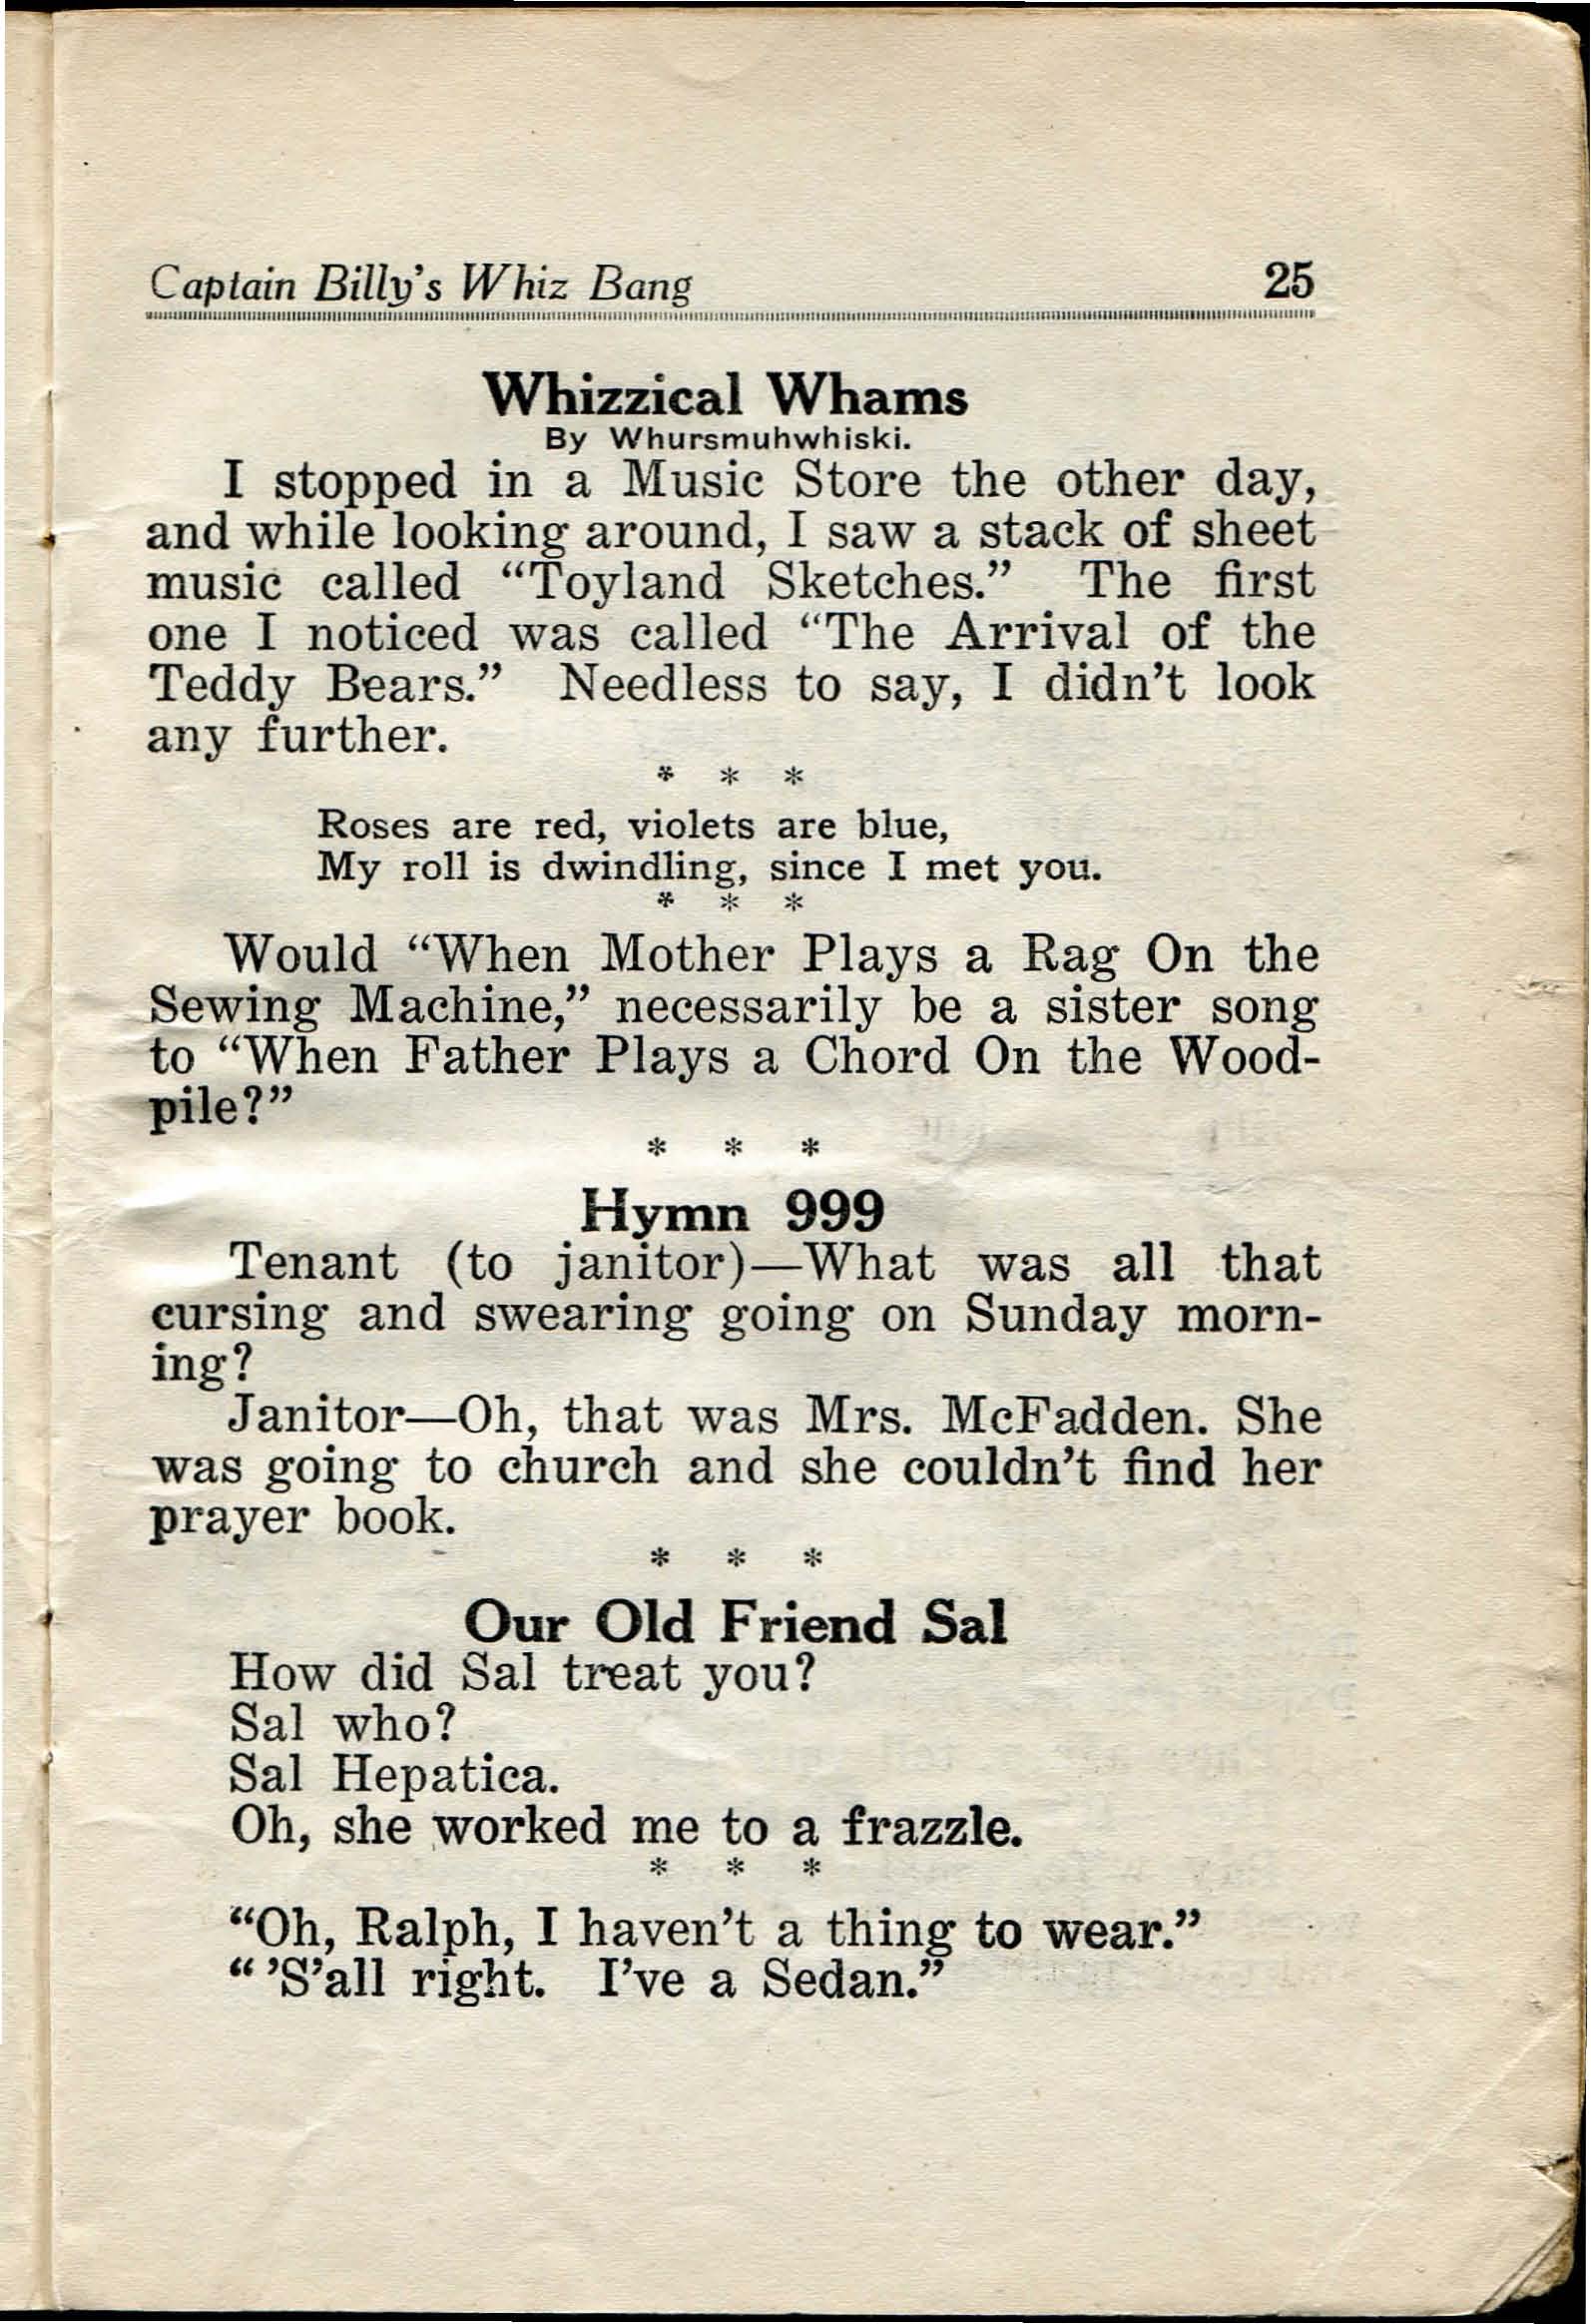 Captain Billy's Whiz Bang 25
Whizzical Whams
By Whursmuhwhiski.
I stopped in a Music Store the other day,
and while looking around, I saw a stack of sheet
music called “Toyland Sketches.” The first
one I noticed was called “The Arrival of the
Teddy Bears.” Needless to say, I didn't look
any further.
* * *
Roses are red, violets are blue,
My roll is dwindling, since I met you.
* * *
Would “When Mother Plays a Rag On the
Sewing Machine,” necessarily be a sister song
to “When Father Plays a Chord On the Wood-
pile?”
* * *
Hymn 999
Tenant (to janitor)—What was all that
cursing and swearing going on Sunday morn-
ing?
Janitor—Oh, that was Mrs. McFadden. She
was going to church and she couldn't find her
prayer book.
* * *
Our Old Friend Sal
How did Sal treat you?
Sal who?
Sal Hepatica.
Oh, she worked me to a frazzle.
* * *
“Oh, Ralph, I haven't a thing to wear.”
“ 'S'all right. I've a Sedan.”